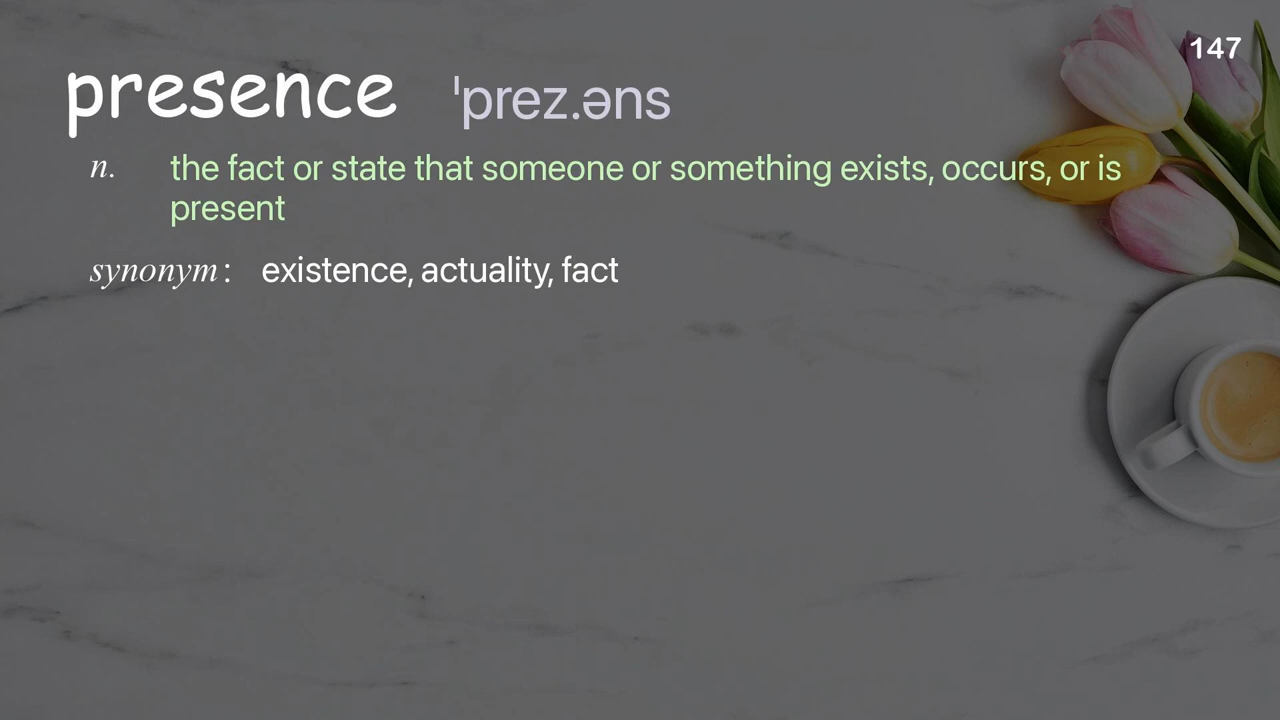 147
presence ˈprez.əns
n. the fact or state that someone or something exists, occurs, or is
present
synonym : existence, actuality, fact